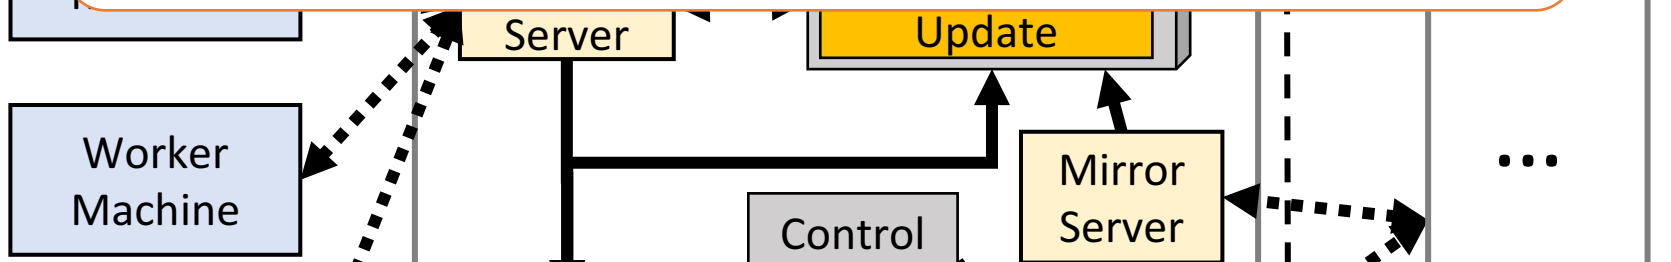 Server
Update
Worker
Machine
Mirror
Server
...
Control